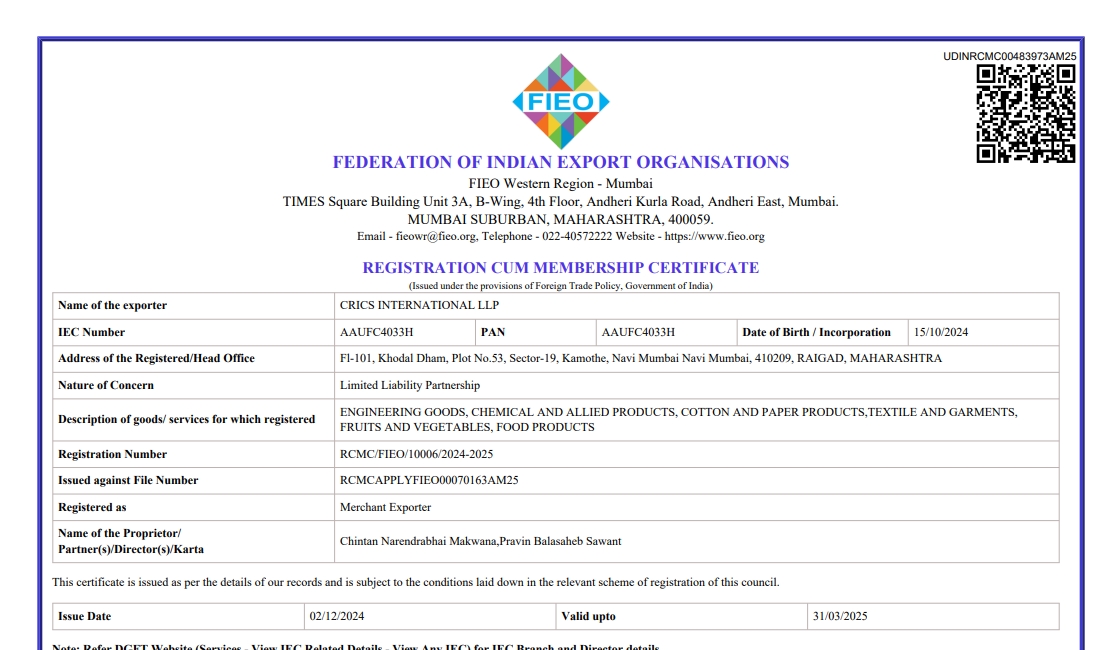 UDINRCMC00483973AM25
FIEO
FEDERATION OF INDIAN EXPORT ORGANISATIONS
FIEO Western Region - Mumbai
TIMES Square Building Unit 3A, B-Wing, 4th Floor, Andheri Kurla Road, Andheri East, Mumbai.
MUMBAI SUBURBAN, MAHARASHTRA, 400059.
Email - fieowr@fieo.org, Telephone - 022-40572222 Website - https://www.fieo.org
REGISTRATION CUM MEMBERSHIP CERTIFICATE
(Issued under the provisions of Foreign Trade Policy, Government of India)
Name of the exporter CRICS INTERNATIONAL LLP
IEC Number AAUFC4033H PAN AAUFC4033H Date of Birth / Incorporation 15/10/2024
Address of the Registered/Head Office Fl-101, Khodal Dham, Plot No.53, Sector-19, Kamothe, Navi Mumbai Navi Mumbai, 410209, RAIGAD, MAHARASHTRA
Nature of Concern Limited Liability Partnership
Description of goods/ services for which registered ENGINEERING GOODS, CHEMICAL AND ALLIED PRODUCTS, COTTON AND PAPER PRODUCTS,TEXTILE AND GARMENTS,
FRUITS AND VEGETABLES, FOOD PRODUCTS
Registration Number RCMC/FIEO/10006/2024-2025
Issued against File Number RCMCAPPLYFIEO00070163AM25
Registered as Merchant Exporter
Name of the Proprietor/
Partner(s)/Director(s)/Karta Chintan Narendrabhai Makwana,Pravin Balasaheb Sawant
This certificate is issued as per the details of our records and is subject to the conditions laid down in the relevant scheme of registration of this council.
Issue Date 02/12/2024 Valid upto 31/03/2025
Note: Refer DGFT Website (Services - View IEC Related Details - View Any IEC) for IEC Branch and Director details